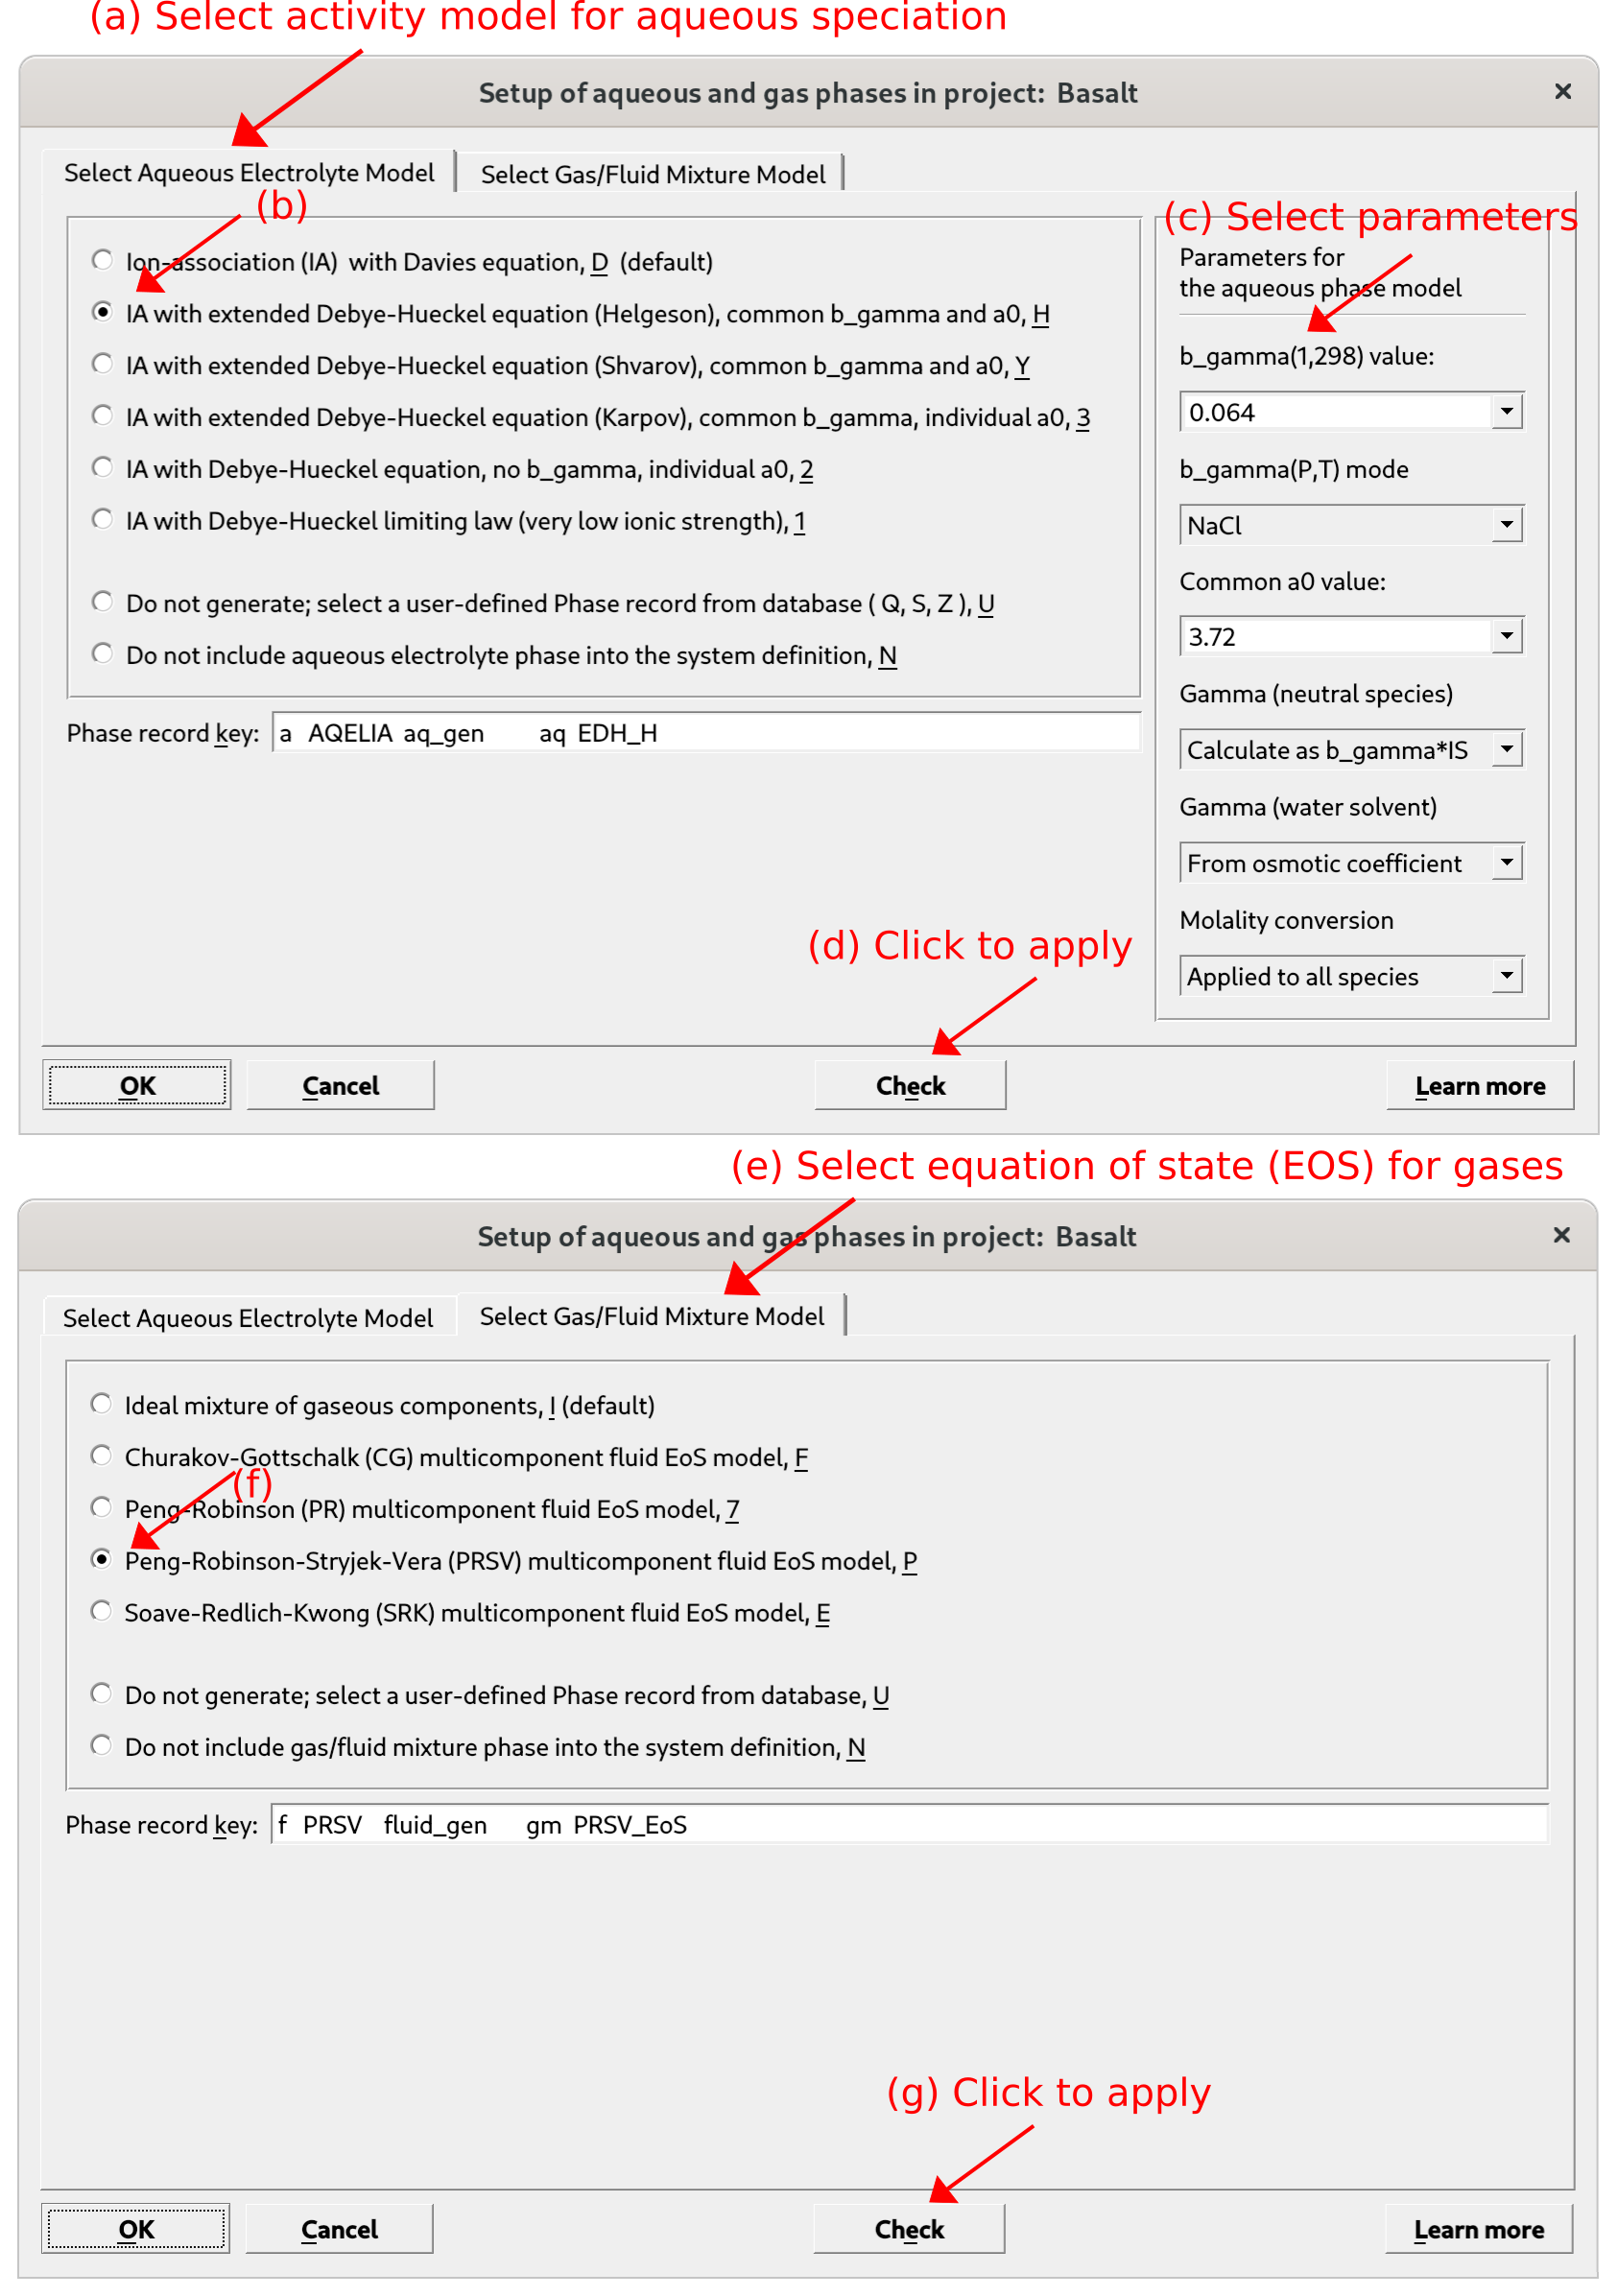 (a) Select activity model for aqueous speciation
Setup of aqueous and gas phases in project: Basalt
Select Aqueous Electrolyte Model
Select Gas/Fluid Mixture Model
(b)
(c) Select parameters
Ion-association (IA) with Davies equation, D (default)
IA with extended Debye-Hueckel equation (Helgeson), common b_gamma and a0, H
IA with extended Debye-Hueckel equation (Shvarov), common b_gamma and a0, Y
IA with extended Debye-Hueckel equation (Karpov), common b_gamma, individual a0, 3
IA with Debye-Hueckel equation, no b_gamma, individual a0, 2
IA with Debye-Hueckel limiting law (very low ionic strength), 1
Do not generate; select a user-defined Phase record from database ( Q, S, Z ), U
Do not include aqueous electrolyte phase into the system definition, N
Phase record key: a AQELIA aq_gen aq EDH_H
Parameters for
the aqueous phase model
b_gamma(1,298) value:
0.064
b_gamma(P,T) mode
NaCl
Common a0 value:
3.72
Gamma (neutral species)
Calculate as b_gamma*IS
Gamma (water solvent)
From osmotic coefficient
Molality conversion
Applied to all species
(d) Click to apply
OK
Cancel
Check
Learn more
(e) Select equation of state (EOS) for gases
Setup of aqueous and gas phases in project: Basalt
Select Aqueous Electrolyte Model
Select Gas/Fluid Mixture Model
Ideal mixture of gaseous components, I (default)
Churakov-Gottschalk (CG) multicomponent fluid EoS model, F
(f)
Peng-Robinson (PR) multicomponent fluid EoS model, 7
Peng-Robinson-Stryjek-Vera (PRSV) multicomponent fluid EoS model, P
Soave-Redlich-Kwong (SRK) multicomponent fluid EoS model, E
Do not generate; select a user-defined Phase record from database, U
Do not include gas/fluid mixture phase into the system definition, N
Phase record key: f PRSV fluid_gen gm PRSV_EoS
(g) Click to apply
OK
Cancel
Check
Learn more